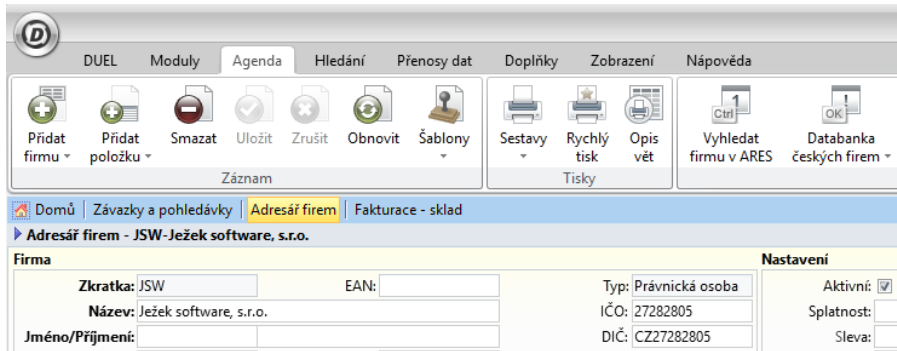 D
DUEL Moduly Agenda Hledání Přenosy dat Doplňky Zobrazení Nápověda
Přidat firmu Přidat položku Smazat Uložit Zrušit Obnovit Šablony Sestavy Rychlý tisk Opis vět Ctrl 1 Vyhledat firmu v ARES OK ! Databanka českých firem
Záznam Tisky
Domů Závazky a pohledávky Adresář firem Fakturace - sklad
Adresář firem - JSW-Ježek software, s.r.o.
Firma Nastavení
Zkratka: JSW EAN: Typ: Právnická osoba Aktivní:
Název: Ježek software, s.r.o. IČO: 27282805 Splatnost:
Jméno/Příjmení: DIČ: CZ27282805 Sleva: